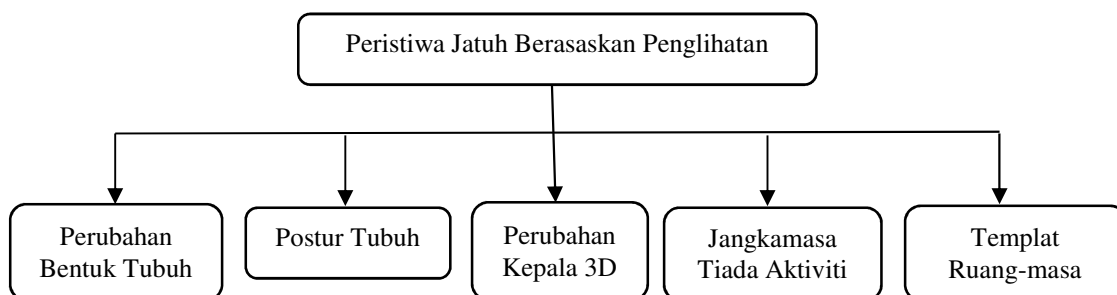 Peristiwa Jatuh Berasaskan Penglihatan
Perubahan
Bentuk Tubuh
Postur Tubuh
Perubahan
Kepala 3D
Jangkamasa
Tiada Aktiviti
Templat
Ruang-masa